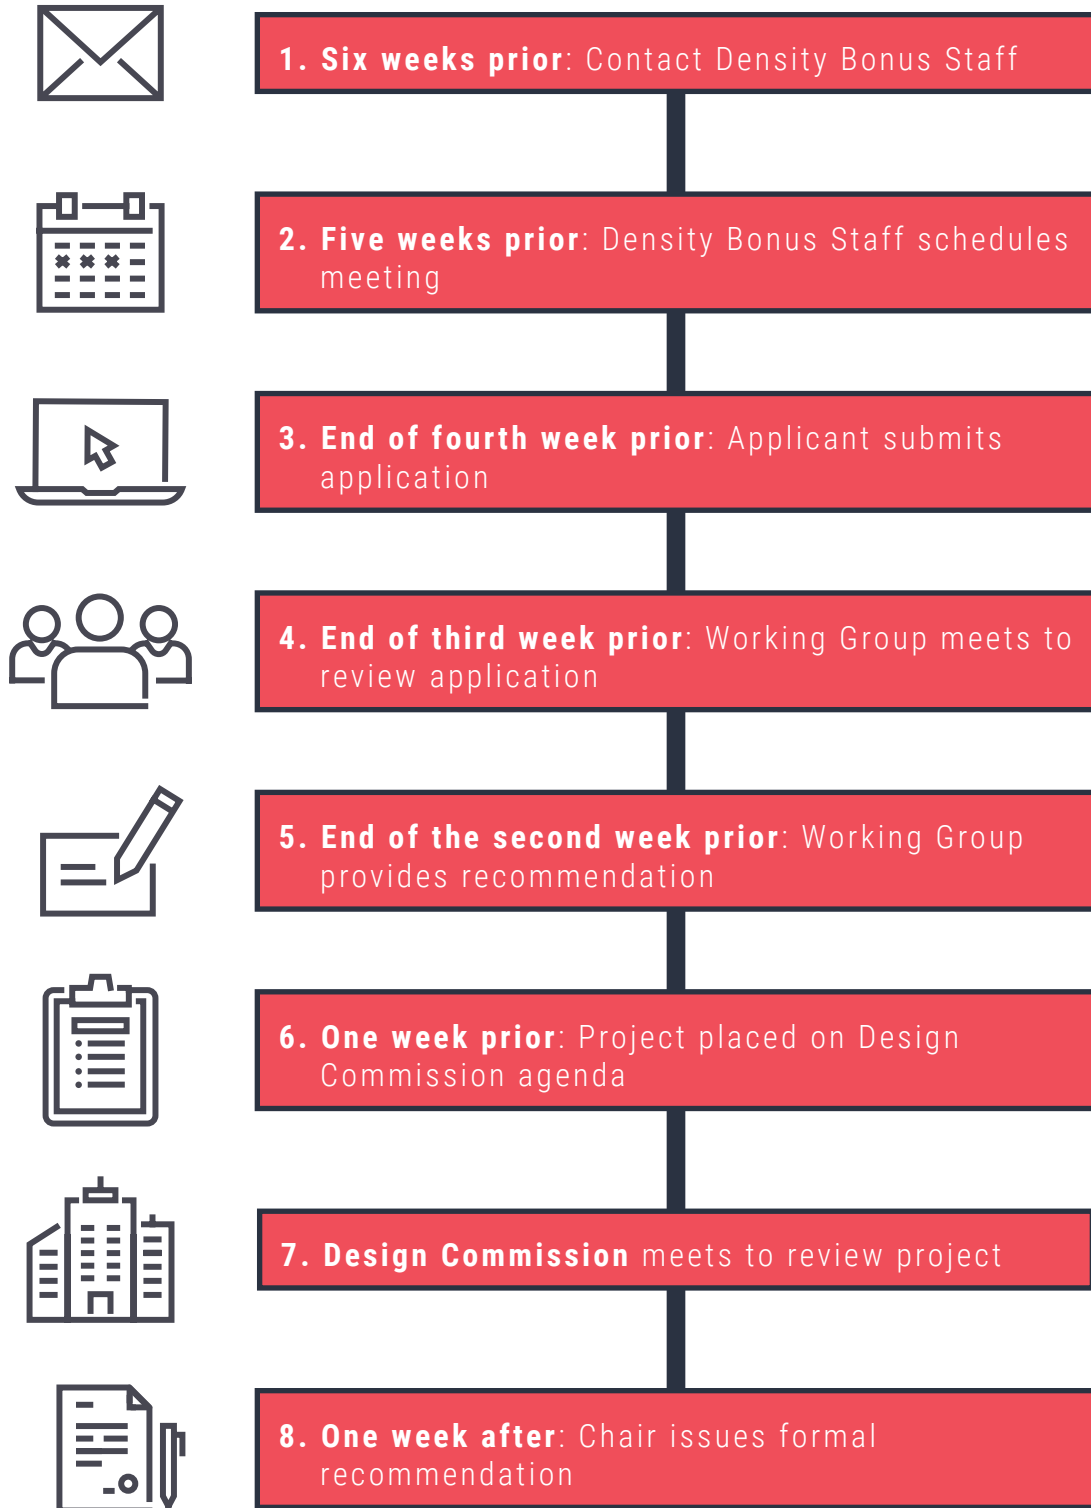 1. Six weeks prior: Contact Density Bonus Staff
2. Five weeks prior: Density Bonus Staff schedules
meeting
3. End of fourth week prior: Applicant submits
application
4. End of third week prior: Working Group meets to
review application
5. End of the second week prior: Working Group
provides recommendation
6. One week prior: Project placed on Design
Commission agenda
7. Design Commission meets to review project
8. One week after: Chair issues formal
recommendation